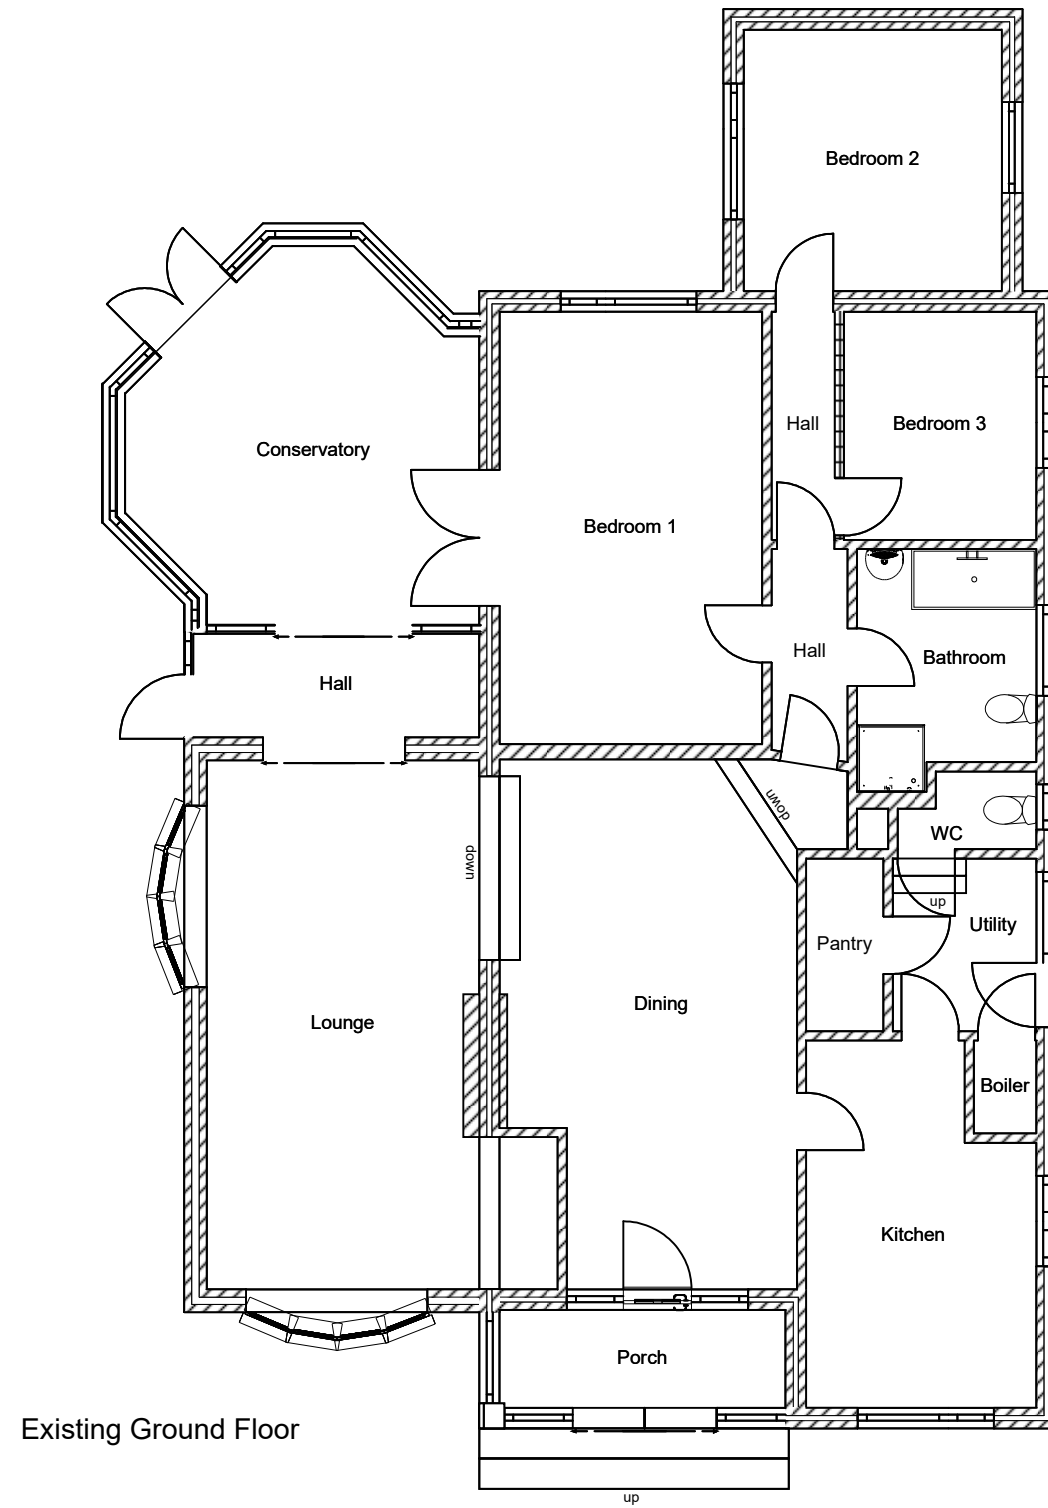 Bedroom 2
Hall
Bedroom 3
Conservatory
Bedroom 1
Hall
Bathroom
Hall
down
WC
down
up
Utility
Pantry
Dining
Lounge
Boiler
Kitchen
Porch
Existing Ground Floor
up